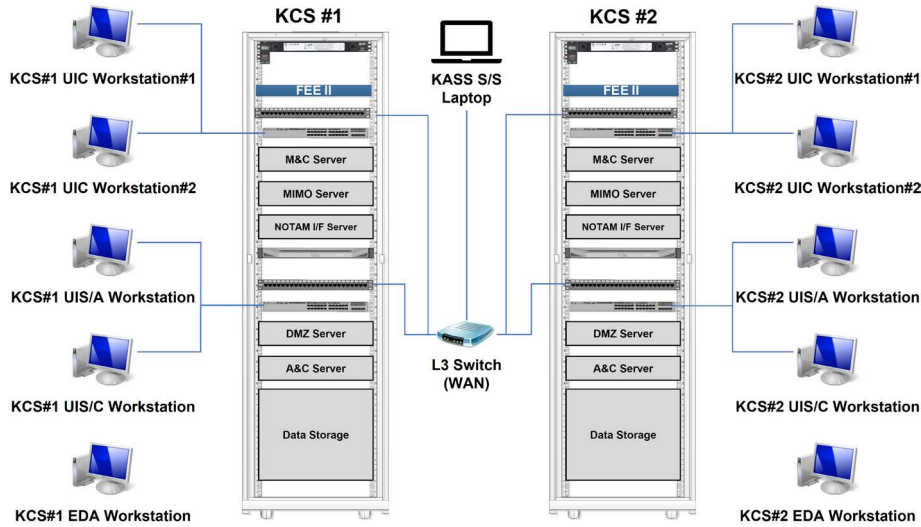 KCS #1
KCS #2
KCS#1 UIC Workstation#1
KCS#1 UIC Workstation#2
KCS#1 UIS/A Workstation
KCS#1 UIS/C Workstation
KCS#1 EDA Workstation
FEE II
M&C Server
MIMO Server
NOTAM I/F Server
DMZ Server
A&C Server
Data Storage
KASS S/S
Laptop
L3 Switch
(WAN)
FEE II
M&C Server
MIMO Server
NOTAM I/F Server
DMZ Server
A&C Server
Data Storage
KCS#2 UIC Workstation#1
KCS#2 UIC Workstation#2
KCS#2 UIS/A Workstation
KCS#2 UIS/C Workstation
KCS#2 EDA Workstation